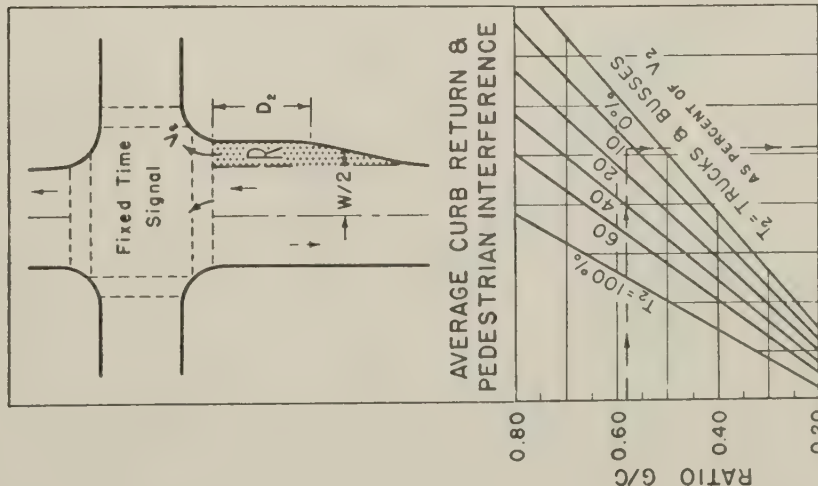 Fixed Time
Signal
V₂
R
D₂
W/2
AVERAGE CURB RETURN &
PEDESTRIAN INTERFERENCE
0.80
0.60
0.40
0.20
RATIO G/C
T₂=100%
60
40
20
10
0%
T₂=TRUCKS & BUSSES
AS PERCENT OF V₂